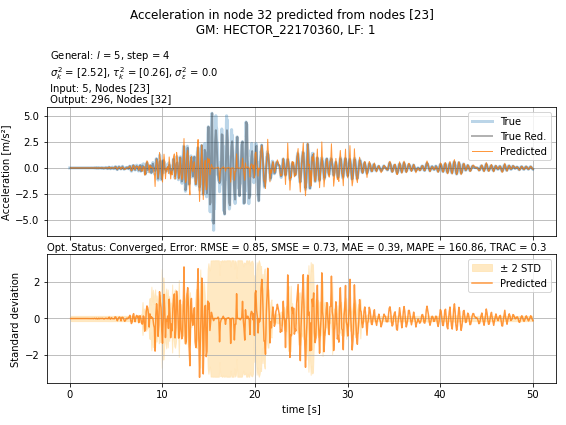 Acceleration in node 32 predicted from nodes [23]
GM: HECTOR_22170360, LF: 1
General: l = 5, step = 4
σ²ₖ = [2.52], τ²ₖ = [0.26], σ²ε = 0.0
Input: 5, Nodes [23]
Output: 296, Nodes [32]
Acceleration [m/s²]
5.0
2.5
0.0
−2.5
−5.0
True
True Red.
Predicted
Opt. Status: Converged, Error: RMSE = 0.85, SMSE = 0.73, MAE = 0.39, MAPE = 160.86, TRAC = 0.3
Standard deviation
2
0
−2
± 2 STD
Predicted
0
10
20
30
40
50
time [s]